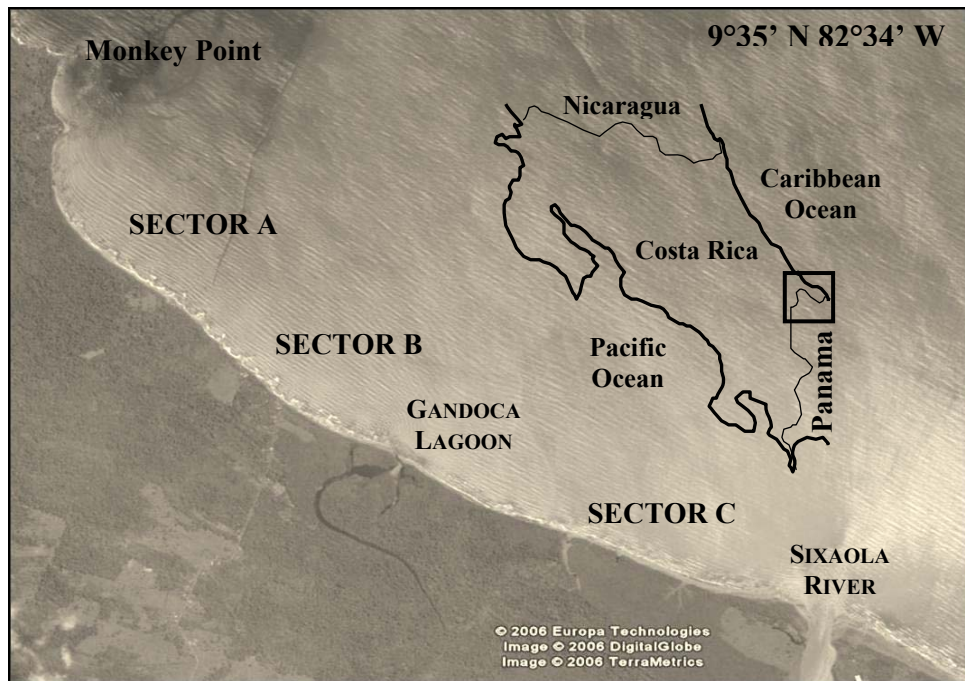 Monkey Point
9°35’ N 82°34’ W
Nicaragua
Caribbean
Ocean
SECTOR A
Costa Rica
SECTOR B
Pacific
Ocean
Panama
GANDOCA
LAGOON
SECTOR C
SIXAOLA
RIVER
© 2006 Europa Technologies
Image © 2006 DigitalGlobe
Image © 2006 TerraMetrics